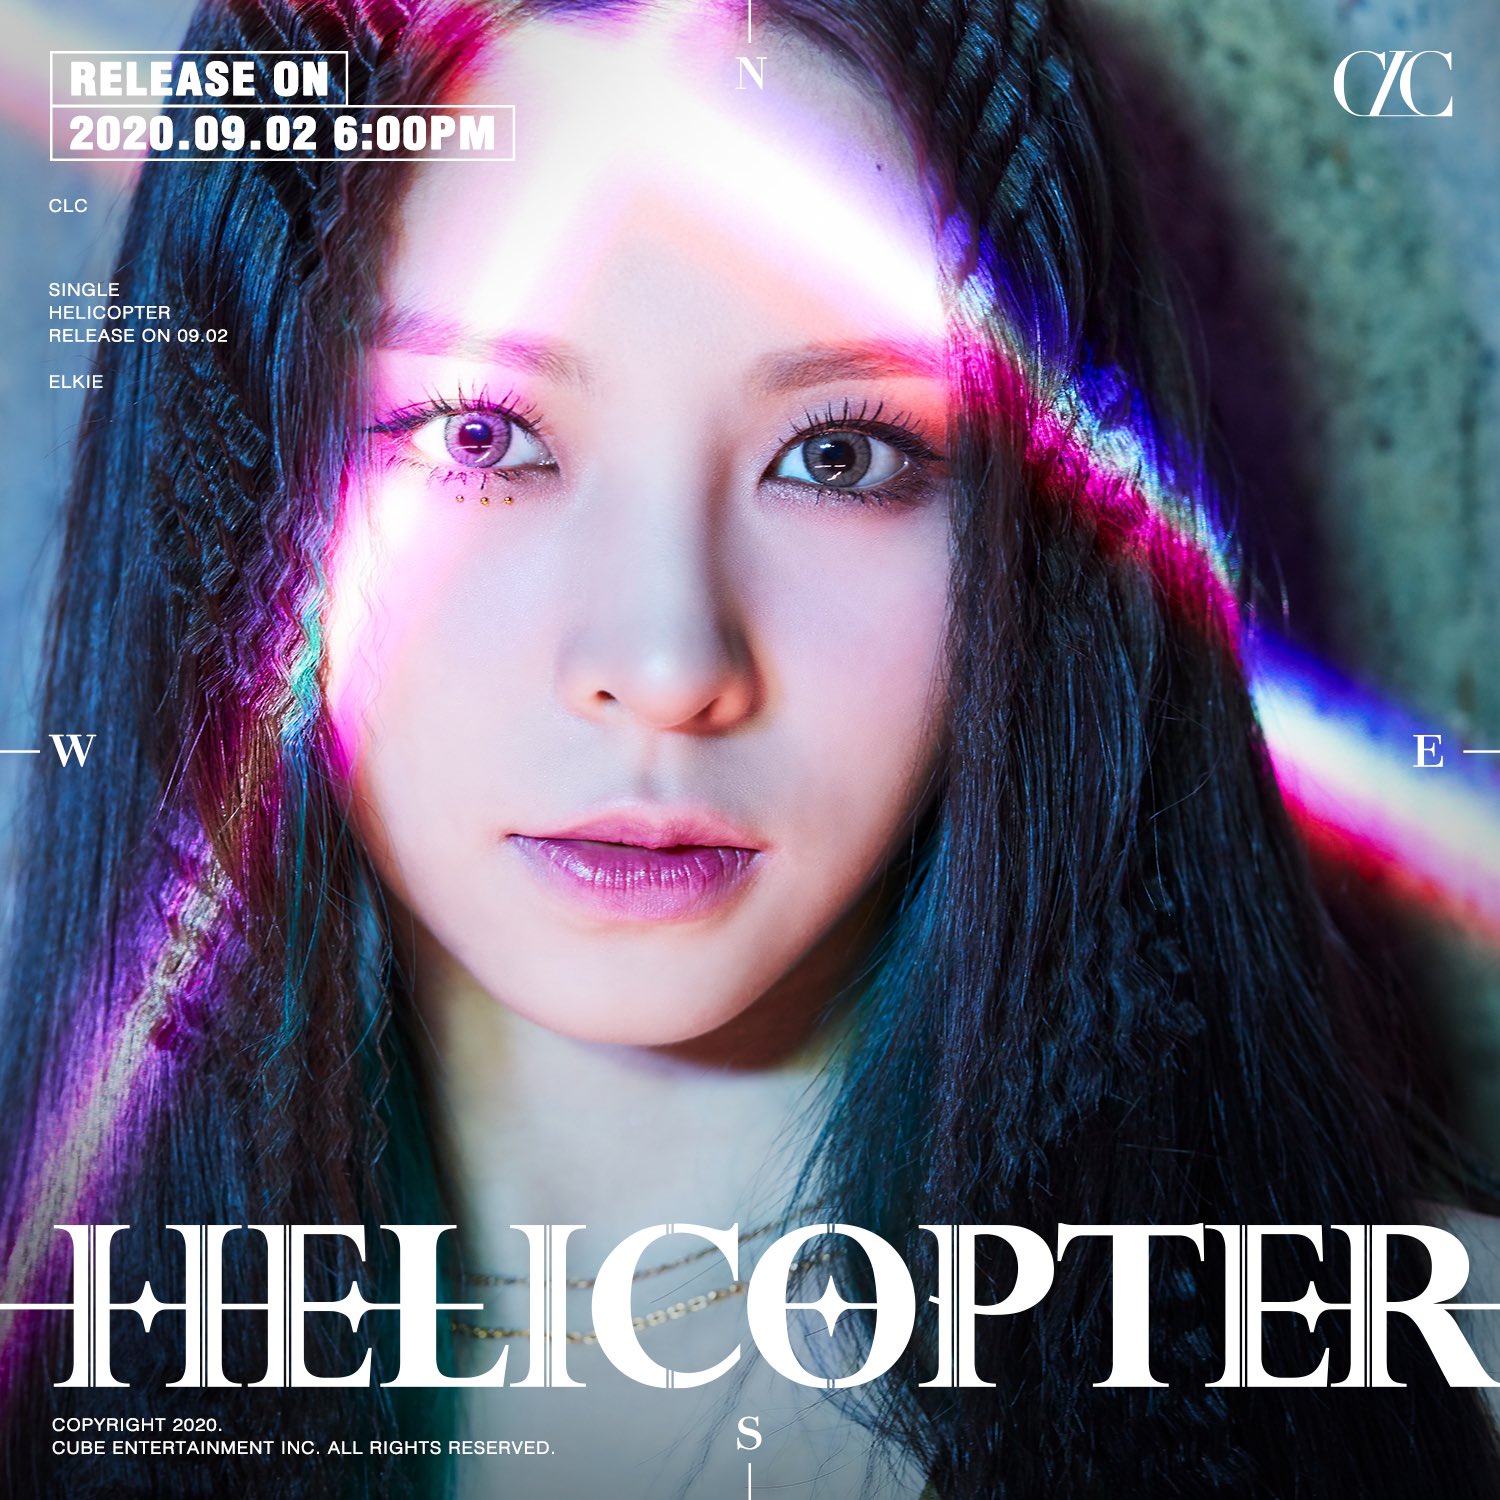 RELEASE ON
2020.09.02 6:00PM
N
CLC
CLC
SINGLE
HELICOPTER
RELEASE ON 09.02
ELKIE
W
E
HELICOPTER
COPYRIGHT 2020.
CUBE ENTERTAINMENT INC. ALL RIGHTS RESERVED.
S